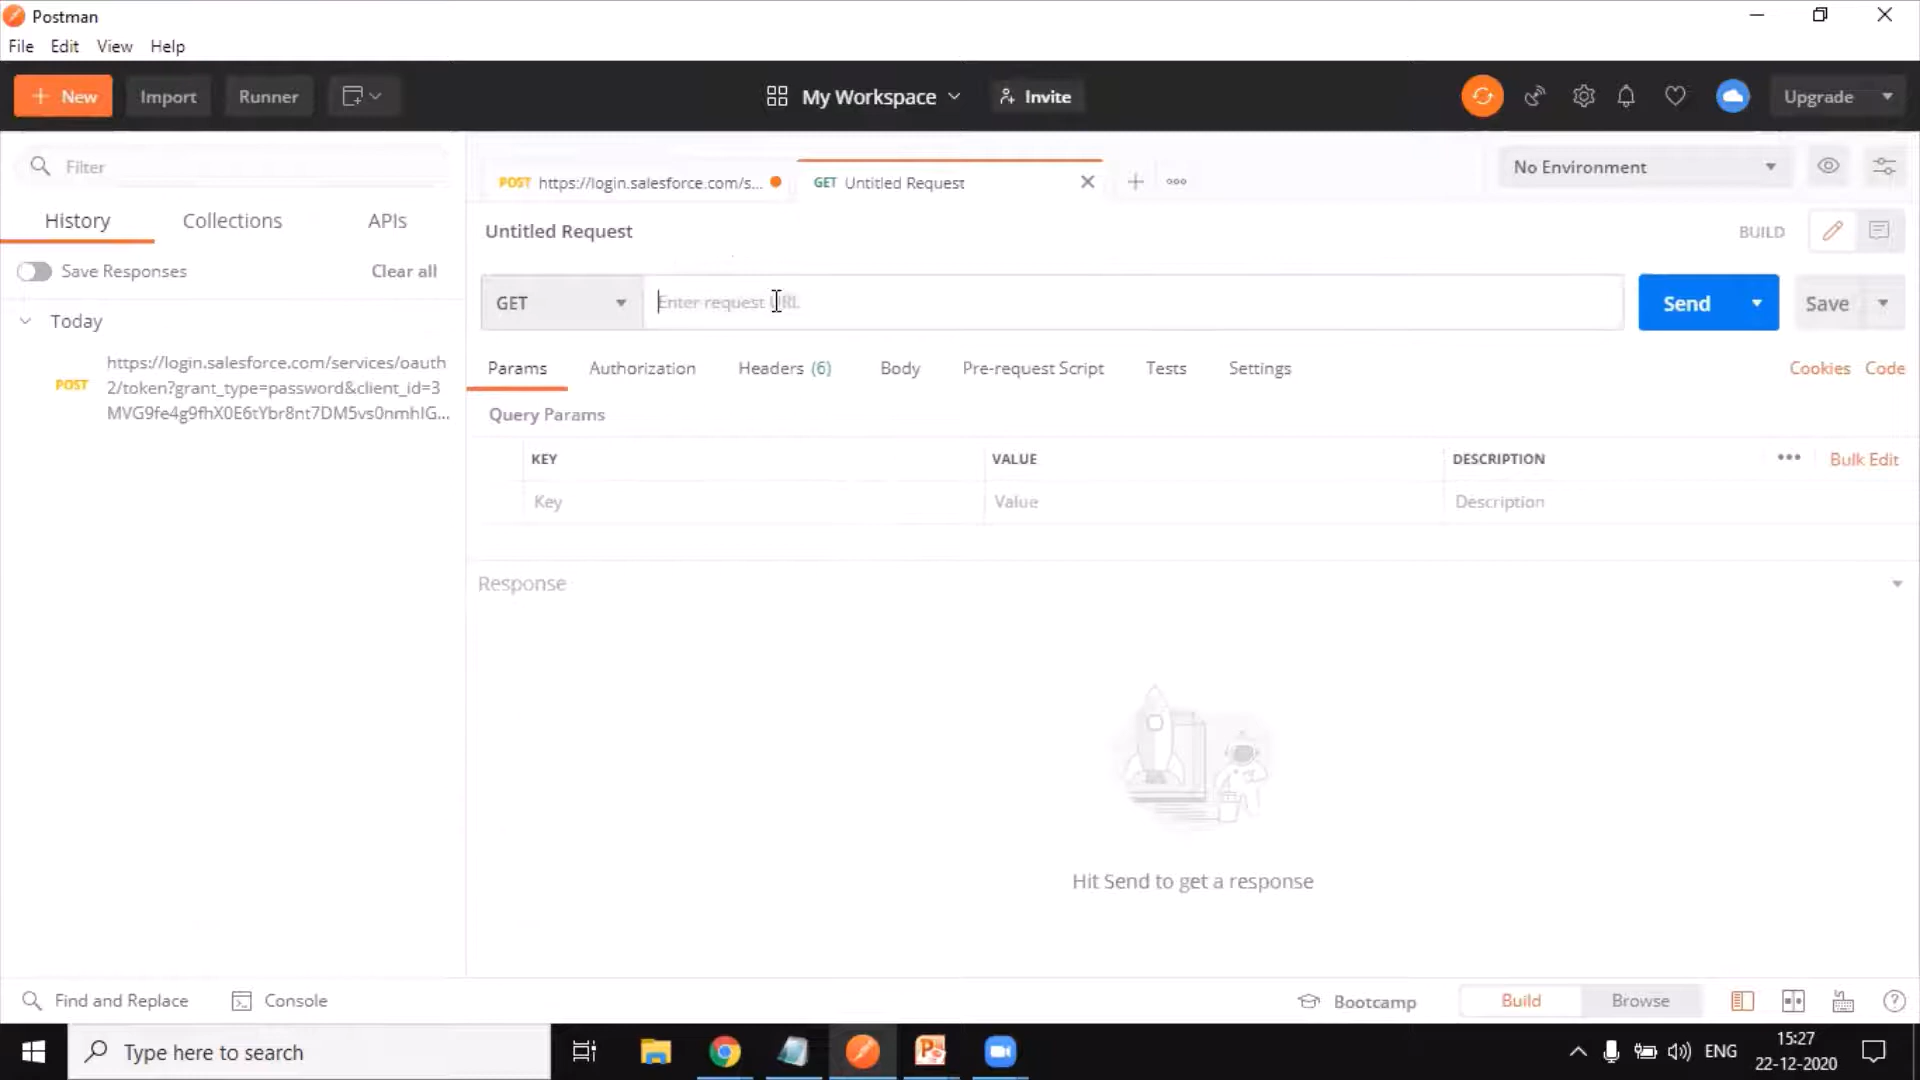 Postman
File Edit View Help
New Import Runner My Workspace Invite Upgrade
Filter
History Collections APIs
Save Responses Clear all
Today
POST
https://login.salesforce.com/services/oauth
2/token?grant_type=password&client_id=3
MVG9fe4g9fhX0E6tYbr8nt7DM5vs0nmhIG...
POST https://login.salesforce.com/s... GET Untitled Request No Environment
Untitled Request BUILD
GET Enter request URL Send Save
Params Authorization Headers (6) Body Pre-request Script Tests Settings Cookies Code
Query Params
KEY VALUE DESCRIPTION Bulk Edit
Key Value Description
Response
Hit Send to get a response
Find and Replace Console Bootcamp Build Browse
Type here to search ENG 15:27
22-12-2020